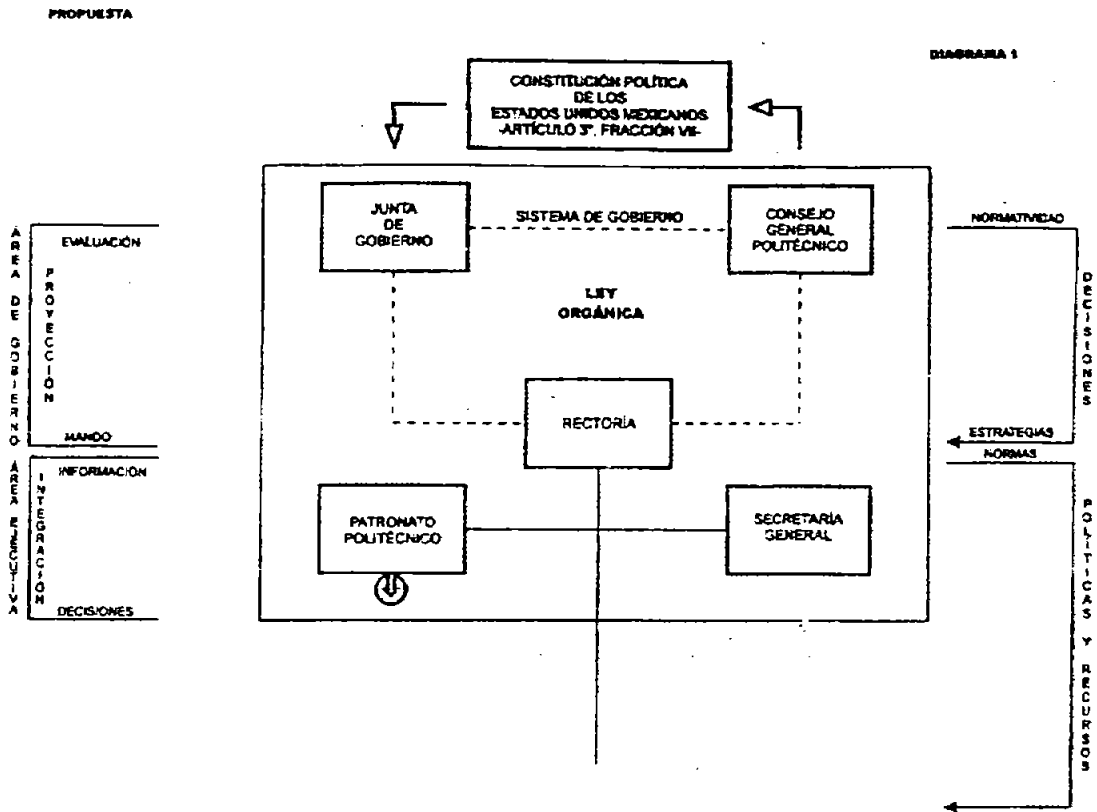 PROPUESTA
DIAGRAMA 1
CONSTITUCIÓN POLÍTICA
DE LOS
ESTADOS UNIDOS MEXICANOS
-ARTÍCULO 3°. FRACCIÓN VII-
JUNTA
DE
GOBIERNO
SISTEMA DE GOBIERNO
CONSEJO
GENERAL
POLITÉCNICO
LEY
ORGÁNICA
RECTORÍA
PATRONATO
POLITÉCNICO
SECRETARÍA
GENERAL
ÁREA DE GOBIERNO
EVALUACIÓN
PROYECCIÓN
MANDO
ÁREA EJECUTIVA
INFORMACIÓN
INTEGRACIÓN
DECISIONES
NORMATIVIDAD
DECISIONES
ESTRATEGIAS
NORMAS
POLÍTICAS Y RECURSOS